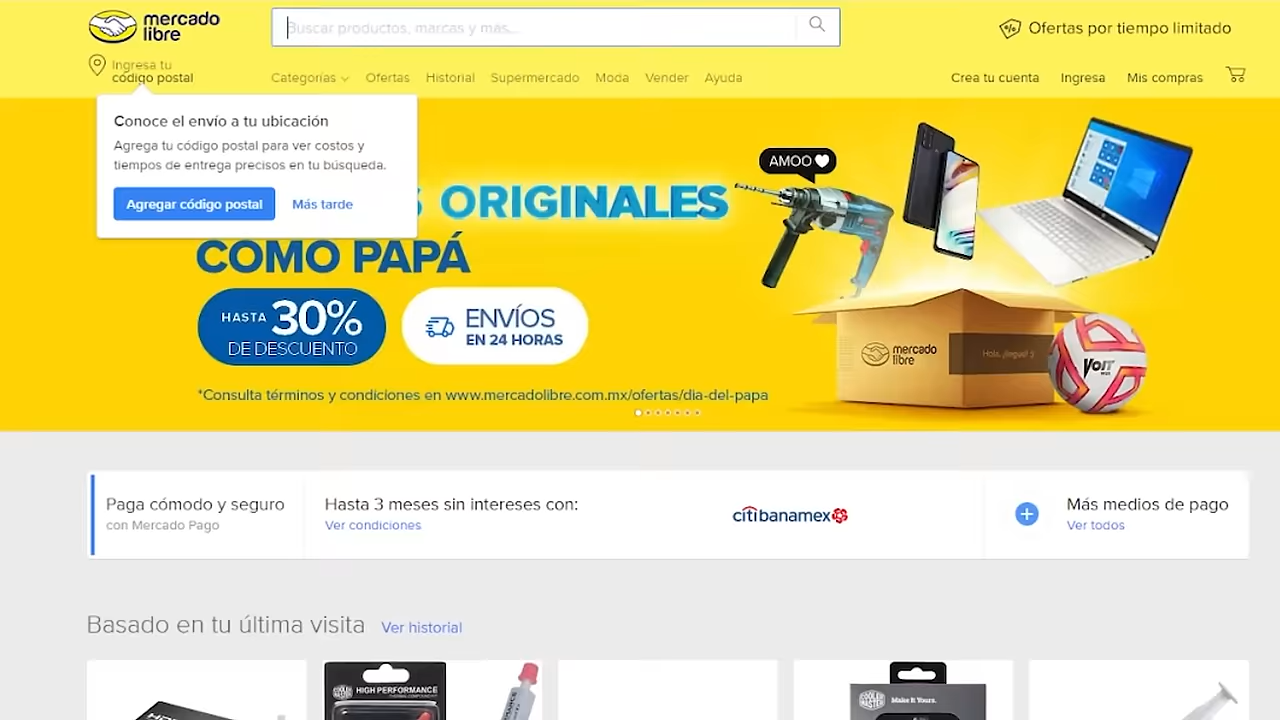 mercado
libre
Buscar productos, marcas y más...
Ofertas por tiempo limitado
Ingresa tu
código postal
Categorías
Ofertas
Historial
Supermercado
Moda
Vender
Ayuda
Crea tu cuenta
Ingresa
Mis compras
Conoce el envío a tu ubicación
Agrega tu código postal para ver costos y
tiempos de entrega precisos en tu búsqueda.
Agregar código postal
Más tarde
S ORIGINALES
COMO PAPÁ
HASTA 30%
DE DESCUENTO
ENVÍOS
EN 24 HORAS
*Consulta términos y condiciones en www.mercadolibre.com.mx/ofertas/dia-del-papa
AMOO
mercado
libre
Hola, ¡llegué! :)
VOIT
Paga cómodo y seguro
con Mercado Pago
Hasta 3 meses sin intereses con:
Ver condiciones
citibanamex
Más medios de pago
Ver todos
Basado en tu última visita
Ver historial
HIGH PERFORMANCE
COOLER
MASTER
Make It Yours.